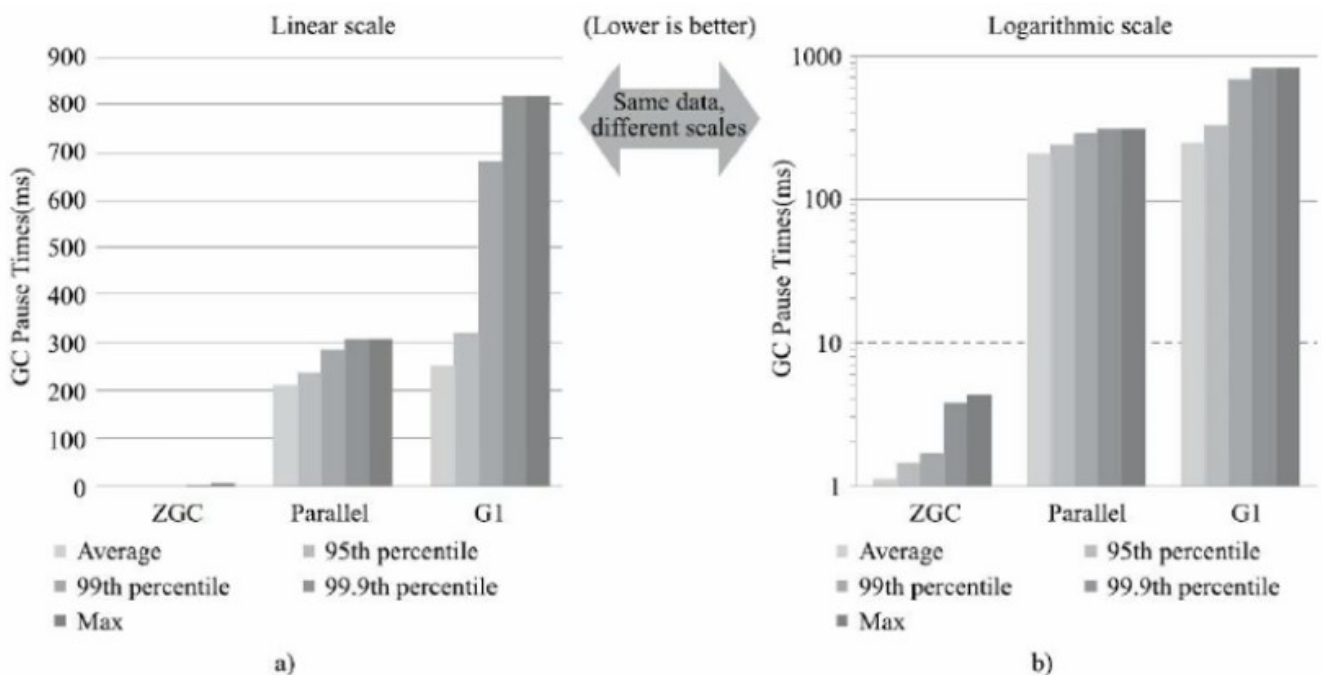 Linear scale
(Lower is better)
Logarithmic scale
Same data,
different scales
GC Pause Times(ms)
900
800
700
600
500
400
300
200
100
0
ZGC Parallel G1
Average 95th percentile
99th percentile 99.9th percentile
Max
a)
GC Pause Times(ms)
1000
100
10
1
ZGC Parallel G1
Average 95th percentile
99th percentile 99.9th percentile
Max
b)